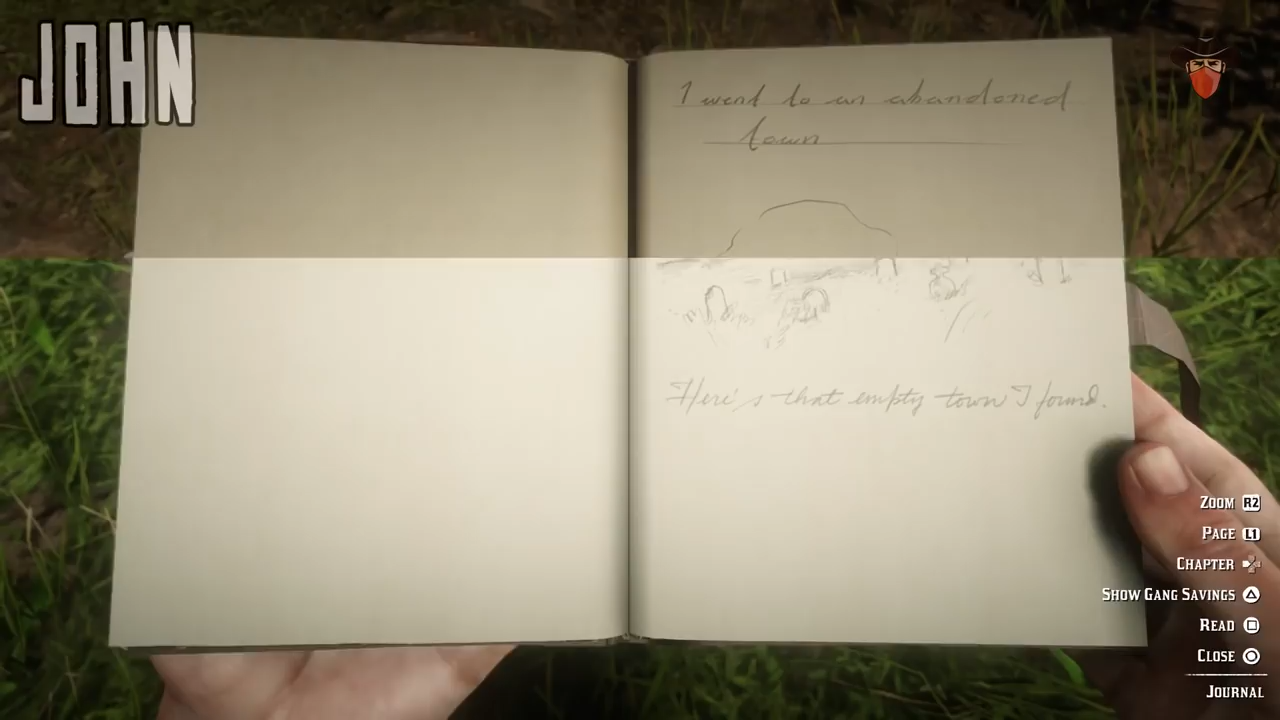 JOHN
I went to an abandoned
town
Here's that empty town I found.
ZOOM R2
PAGE L1
CHAPTER
SHOW GANG SAVINGS
READ
CLOSE
JOURNAL